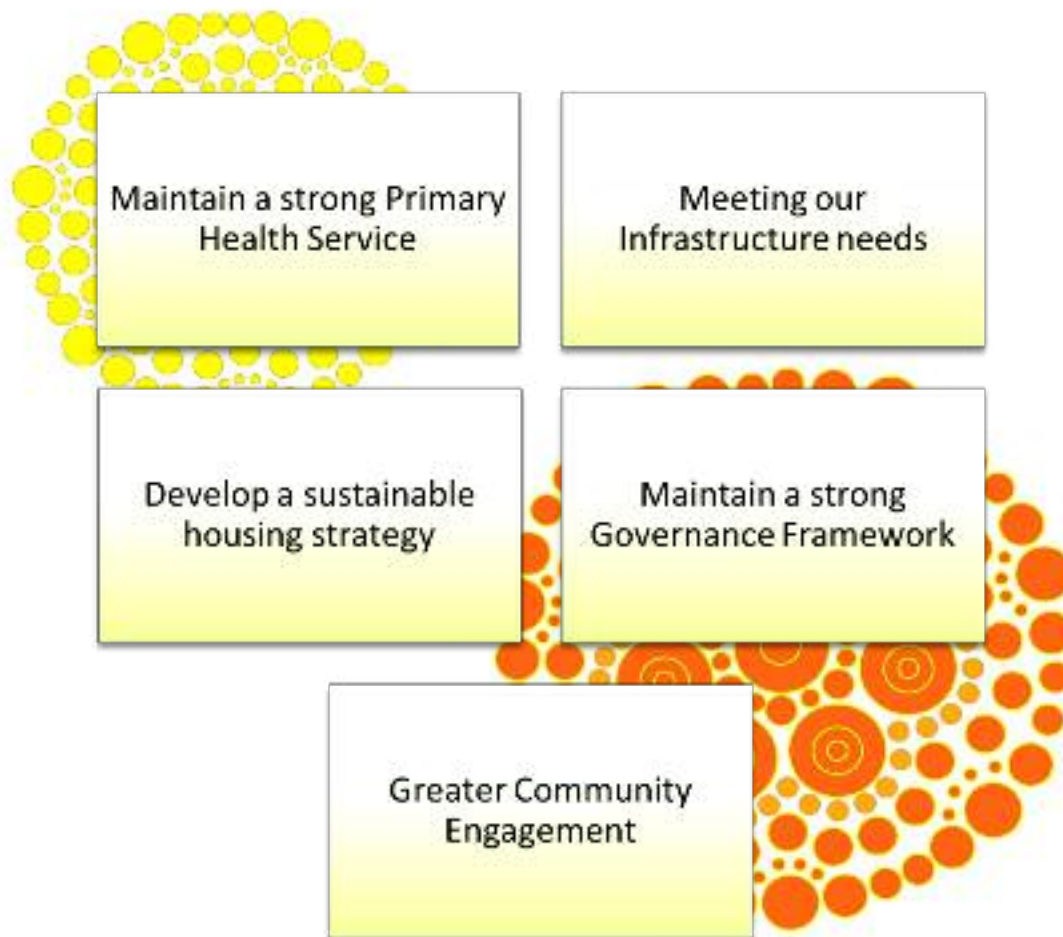 Maintain a strong Primary
Health Service
Meeting our
Infrastructure needs
Develop a sustainable
housing strategy
Maintain a strong
Governance Framework
Greater Community
Engagement